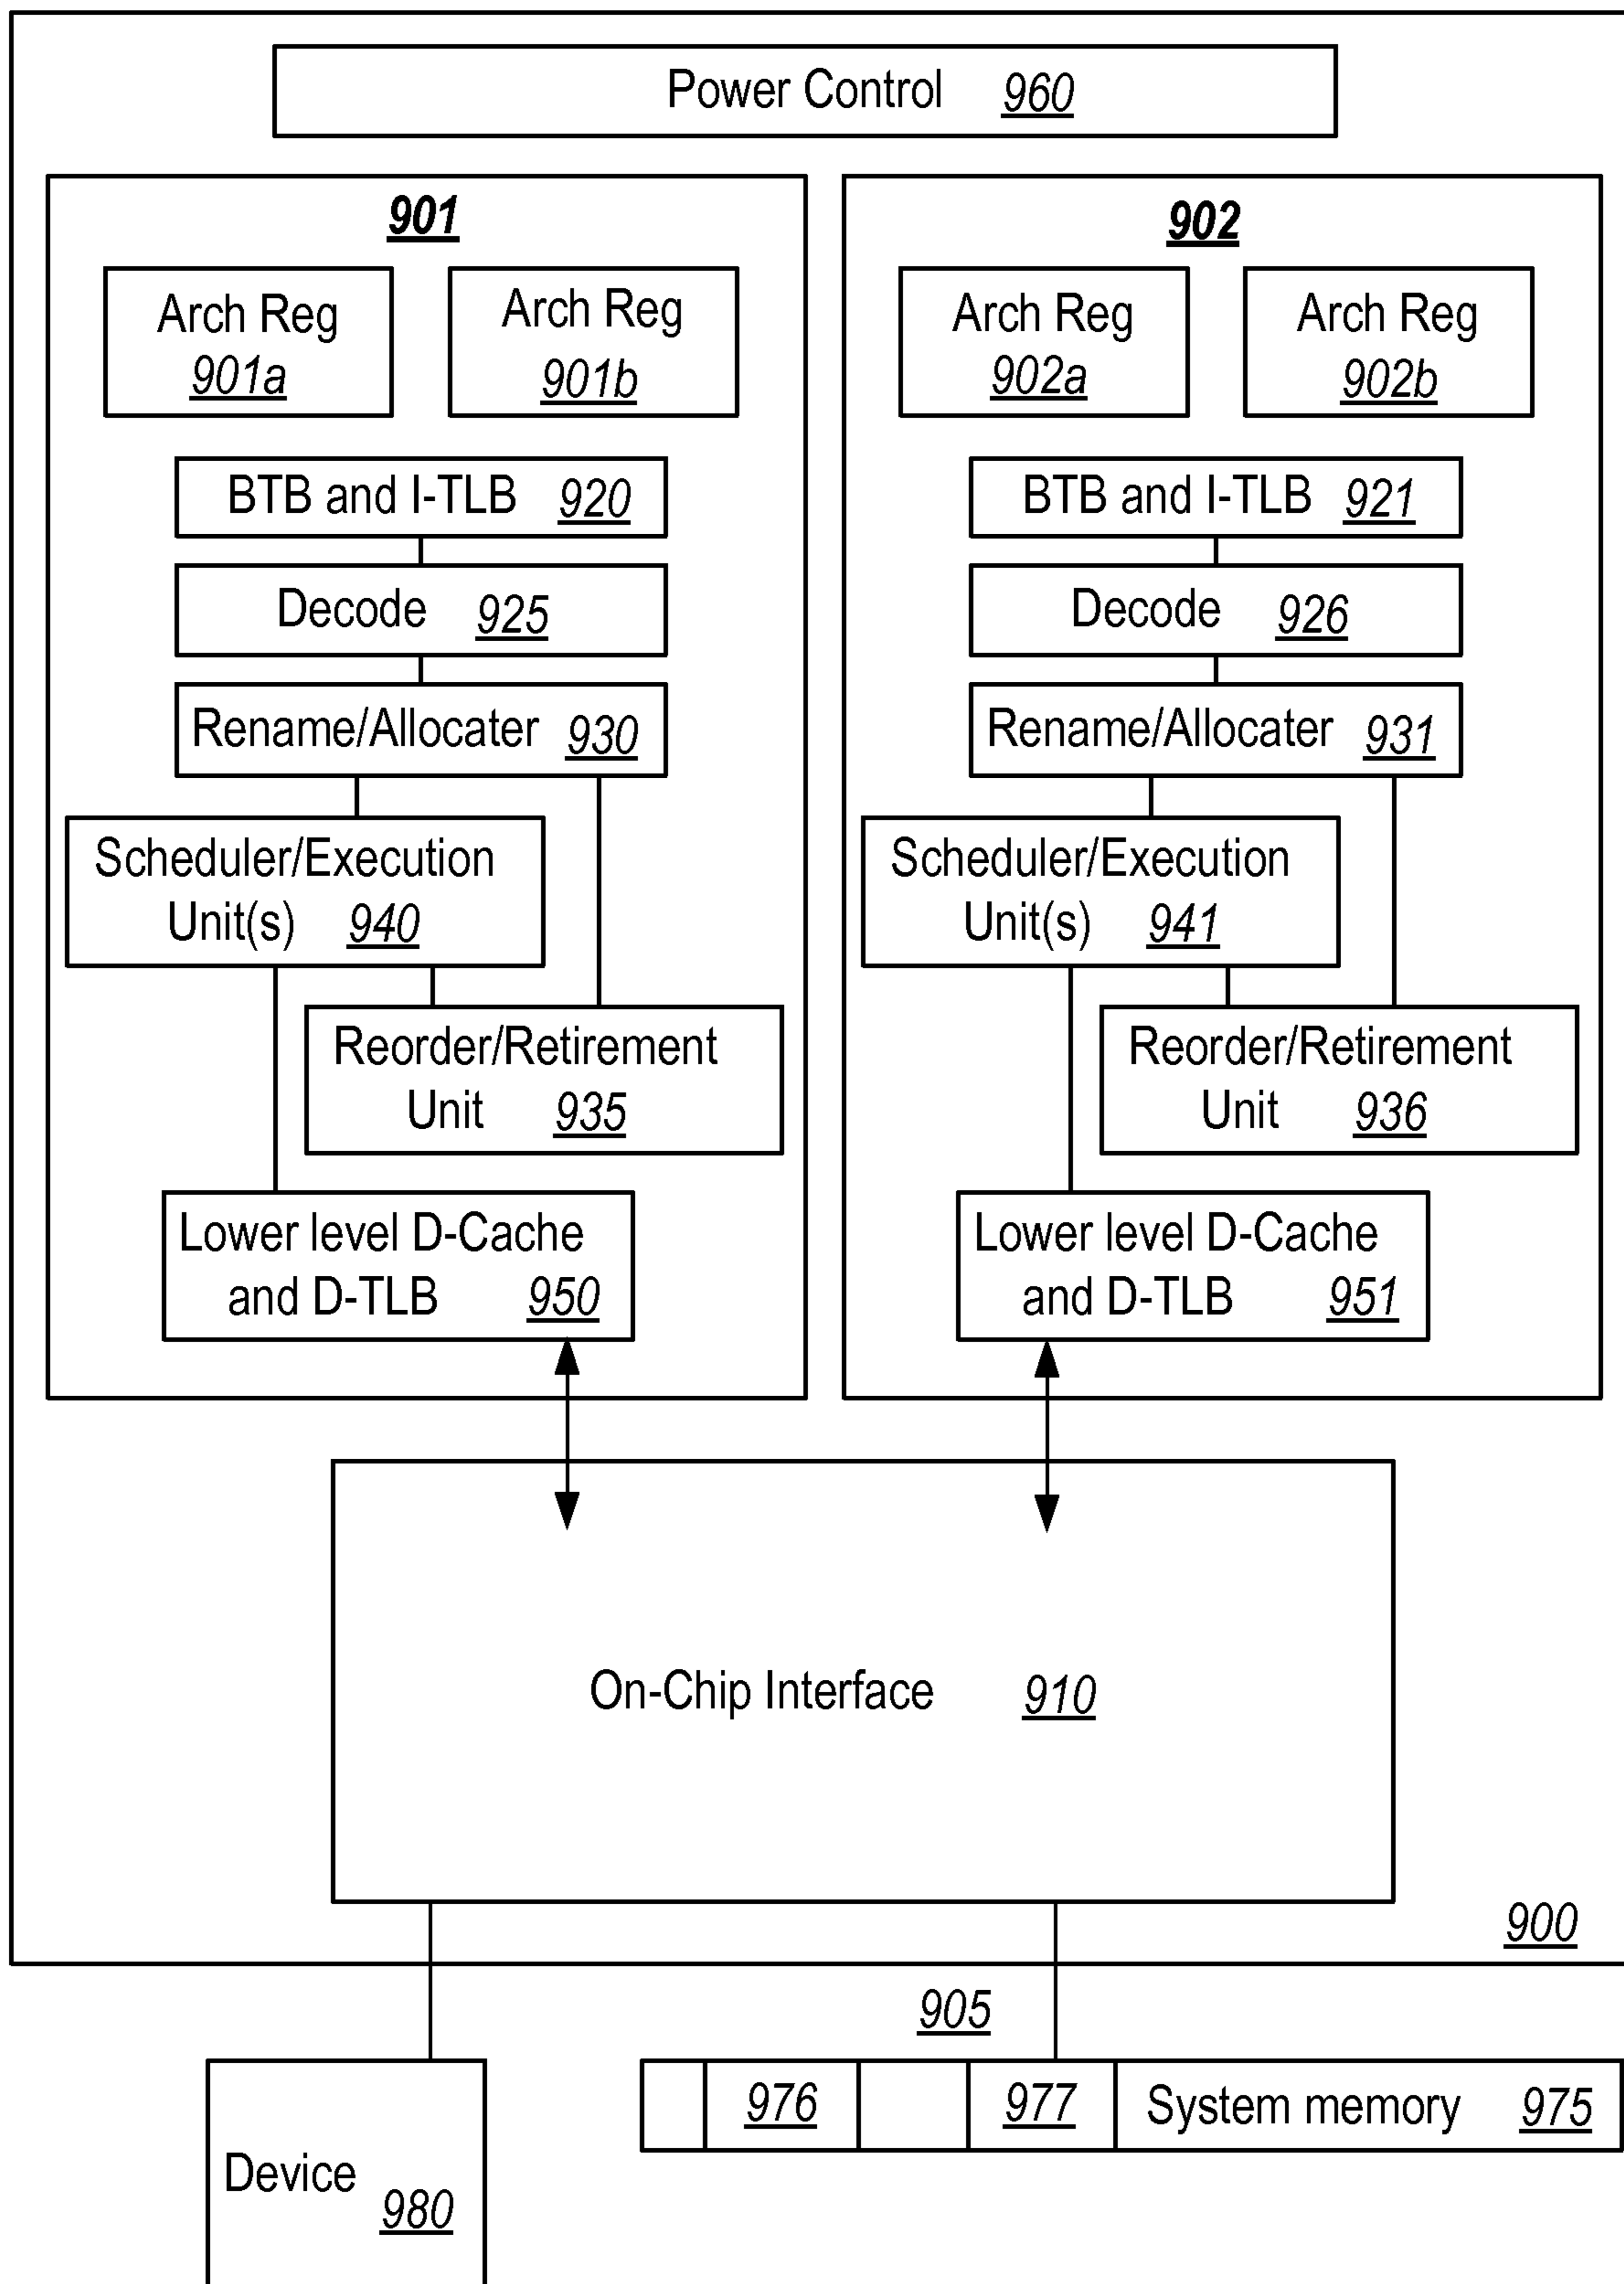 Power Control 960
901
Arch Reg
901a
Arch Reg
901b
BTB and I-TLB 920
Decode 925
Rename/Allocater 930
Scheduler/Execution
Unit(s) 940
Reorder/Retirement
Unit 935
Lower level D-Cache
and D-TLB 950
902
Arch Reg
902a
Arch Reg
902b
BTB and I-TLB 921
Decode 926
Rename/Allocater 931
Scheduler/Execution
Unit(s) 941
Reorder/Retirement
Unit 936
Lower level D-Cache
and D-TLB 951
On-Chip Interface 910
900
905
976 977 System memory 975
Device 980